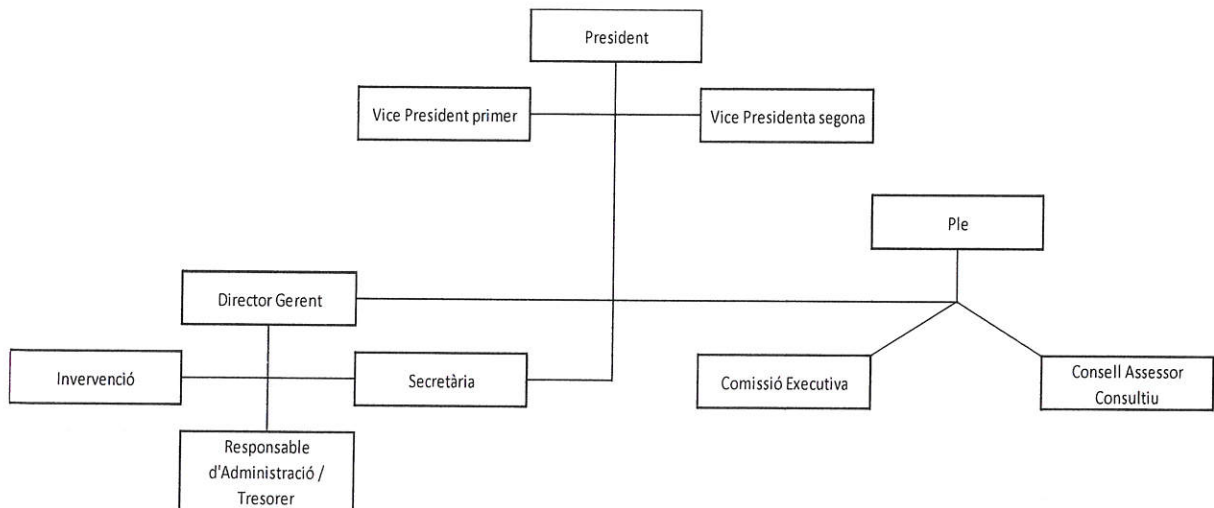 President
Vice President primer
Vice Presidenta segona
Ple
Director Gerent
Invervenció
Secretària
Comissió Executiva
Consell Assessor
Consultiu
Responsable
d'Administració /
Tresorer